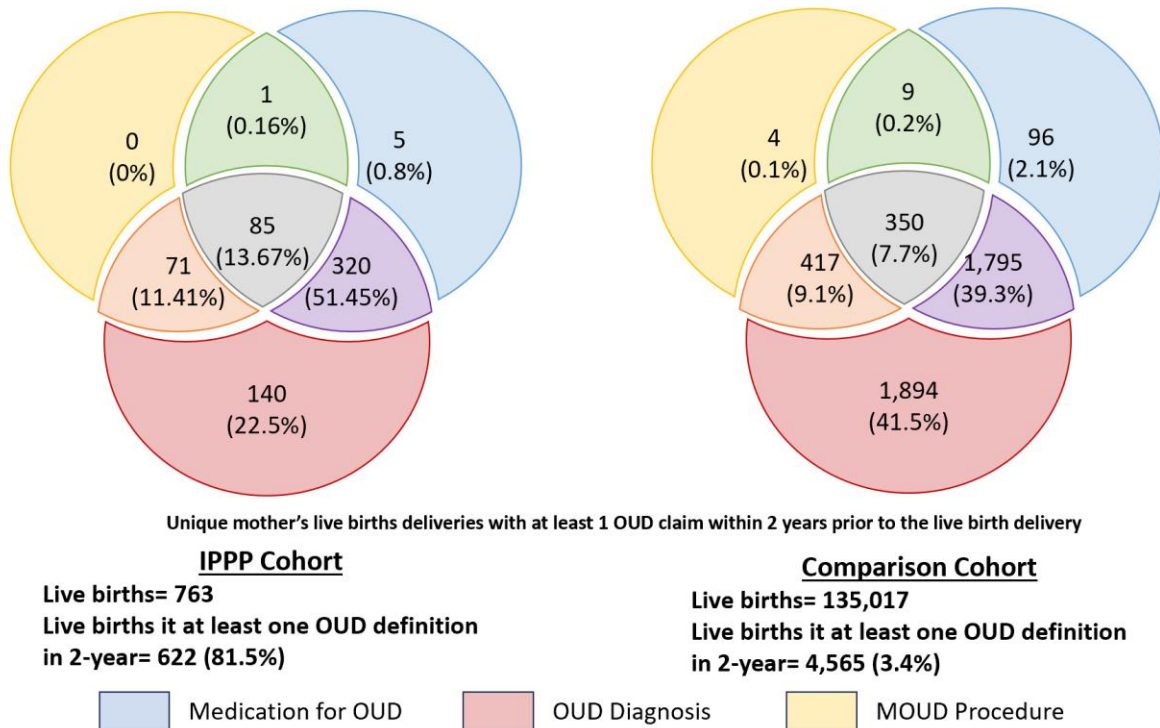 1
(0.16%)
0
(0%)
5
(0.8%)
85
(13.67%)
71
(11.41%)
320
(51.45%)
140
(22.5%)
9
(0.2%)
4
(0.1%)
96
(2.1%)
350
(7.7%)
417
(9.1%)
1,795
(39.3%)
1,894
(41.5%)
Unique mother's live births deliveries with at least 1 OUD claim within 2 years prior to the live birth delivery
IPPP Cohort
Live births= 763
Live births it at least one OUD definition
in 2-year= 622 (81.5%)
Comparison Cohort
Live births= 135,017
Live births it at least one OUD definition
in 2-year= 4,565 (3.4%)
Medication for OUD
OUD Diagnosis
MOUD Procedure